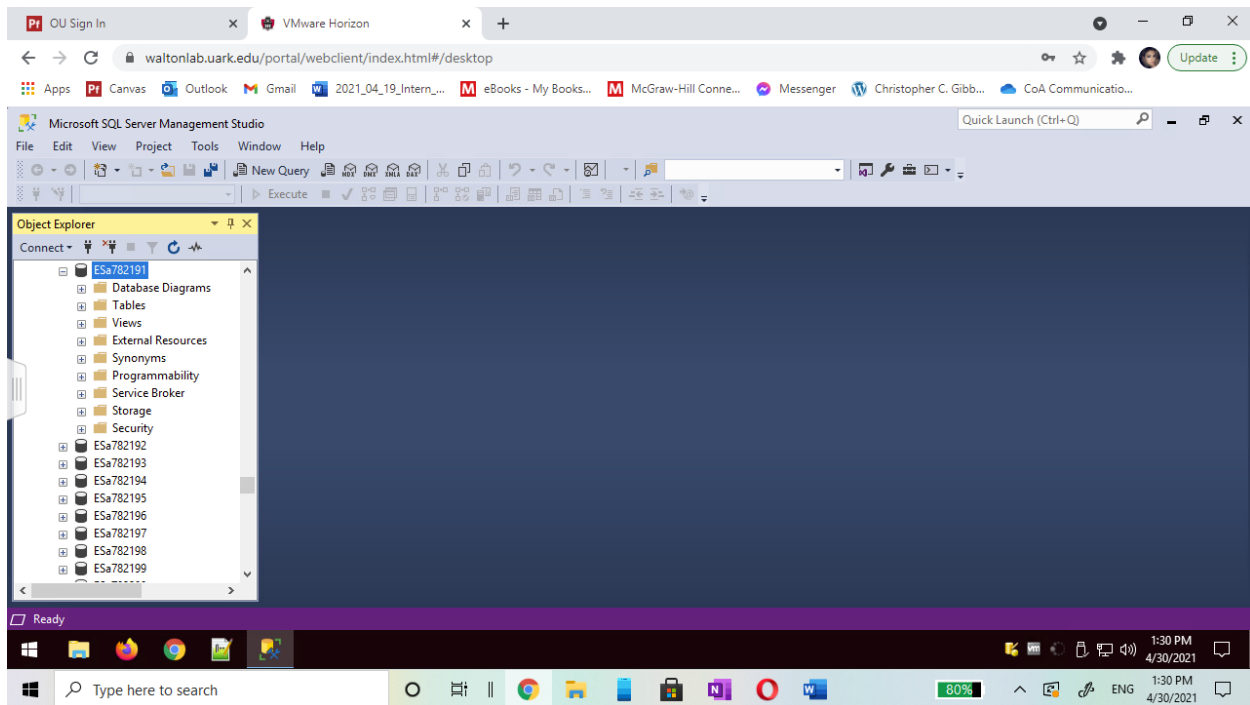 Pf OU Sign In
VMware Horizon
waltonlab.uark.edu/portal/webclient/index.html#/desktop
Update
Apps
Pf Canvas
Outlook
Gmail
2021_04_19_Intern_...
M eBooks - My Books...
M McGraw-Hill Conne...
Messenger
Christopher C. Gibb...
CoA Communicatio...
Microsoft SQL Server Management Studio
Quick Launch (Ctrl+Q)
File Edit View Project Tools Window Help
New Query
Execute
Object Explorer
Connect
ESa782191
Database Diagrams
Tables
Views
External Resources
Synonyms
Programmability
Service Broker
Storage
Security
ESa782192
ESa782193
ESa782194
ESa782195
ESa782196
ESa782197
ESa782198
ESa782199
Ready
1:30 PM
4/30/2021
Type here to search
80%
ENG
1:30 PM
4/30/2021